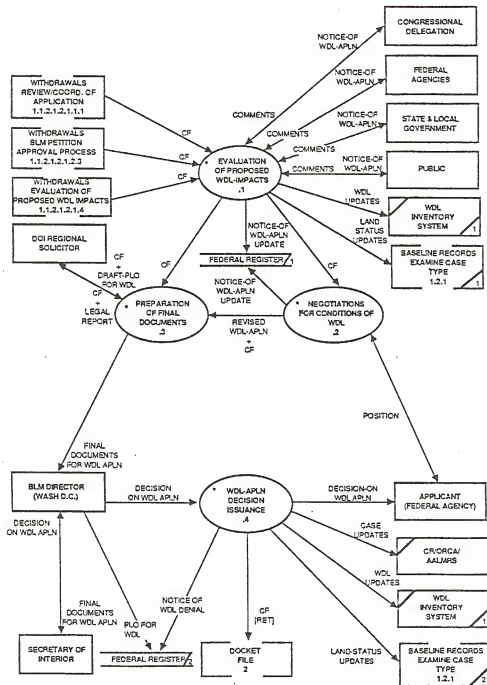 CONGRESSIONAL
DELEGATION
NOTICE-OF
WDL-APLN
FEDERAL
AGENCIES
NOTICE-OF
WDL-APLN
WITHDRAWALS
REVIEW/COORD. OF
APPLICATION
1.1.2.1.2.1.1.1
COMMENTS
NOTICE-OF
WDL-APLN
STATE & LOCAL
GOVERNMENT
CF
COMMENTS
WITHDRAWALS
BLM PETITION
APPROVAL PROCESS
1.1.2.1.2.1.2.3
CF
* EVALUATION
OF PROPOSED
WDL-IMPACTS
.1
COMMENTS
NOTICE-OF
WDL-APLN
PUBLIC
COMMENTS
WITHDRAWALS
EVALUATION OF
PROPOSED WDL IMPACTS
1.1.2.1.2.1.4
CF
WDL
UPDATES
WDL
INVENTORY
SYSTEM
1
LAND
STATUS
UPDATES
NOTICE-OF
WDL-APLN
UPDATE
DOI REGIONAL
SOLICITOR
FEDERAL REGISTER 1
BASELINE RECORDS
EXAMINE CASE
TYPE
1.2.1
1
CF
+
DRAFT-PLO
FOR WDL
CF
CF
NOTICE-OF
WDL-APLN
UPDATE
CF
+
LEGAL
REPORT
* PREPARATION
OF FINAL
DOCUMENTS
.3
REVISED
WDL-APLN
+
CF
* NEGOTIATIONS
FOR CONDITIONS OF
WDL
.2
POSITION
FINAL
DOCUMENTS
FOR WDL APLN
BLM DIRECTOR
(WASH D.C.)
DECISION
ON WDL APLN
* WDL-APLN
DECISION
ISSUANCE
.4
DECISION-ON
WDL APLN
APPLICANT
(FEDERAL AGENCY)
DECISION
ON WDL APLN
CASE
UPDATES
CR/ORCA/
AALMRS
WDL
UPDATES
FINAL
DOCUMENTS
FOR WDL APLN
PLO FOR
WDL
NOTICE OF
WDL DENIAL
CF
[RET]
WDL
INVENTORY
SYSTEM
1
SECRETARY OF
INTERIOR
FEDERAL REGISTER 2
DOCKET
FILE
2
LAND-STATUS
UPDATES
BASELINE RECORDS
EXAMINE CASE
TYPE
1.2.1
2